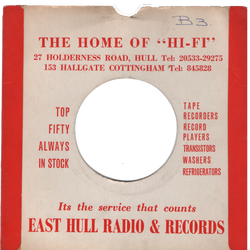 B3.
THE HOME OF "HI-FI"
27 HOLDERNESS ROAD, HULL Tel: 20533-29275
153 HALLGATE COTTINGHAM Tel: 845828
TOP
FIFTY
ALWAYS
IN STOCK
TAPE
RECORDERS
RECORD
PLAYERS
TRANSISTORS
WASHERS
REFRIGERATORS
Its the service that counts
EAST HULL RADIO & RECORDS